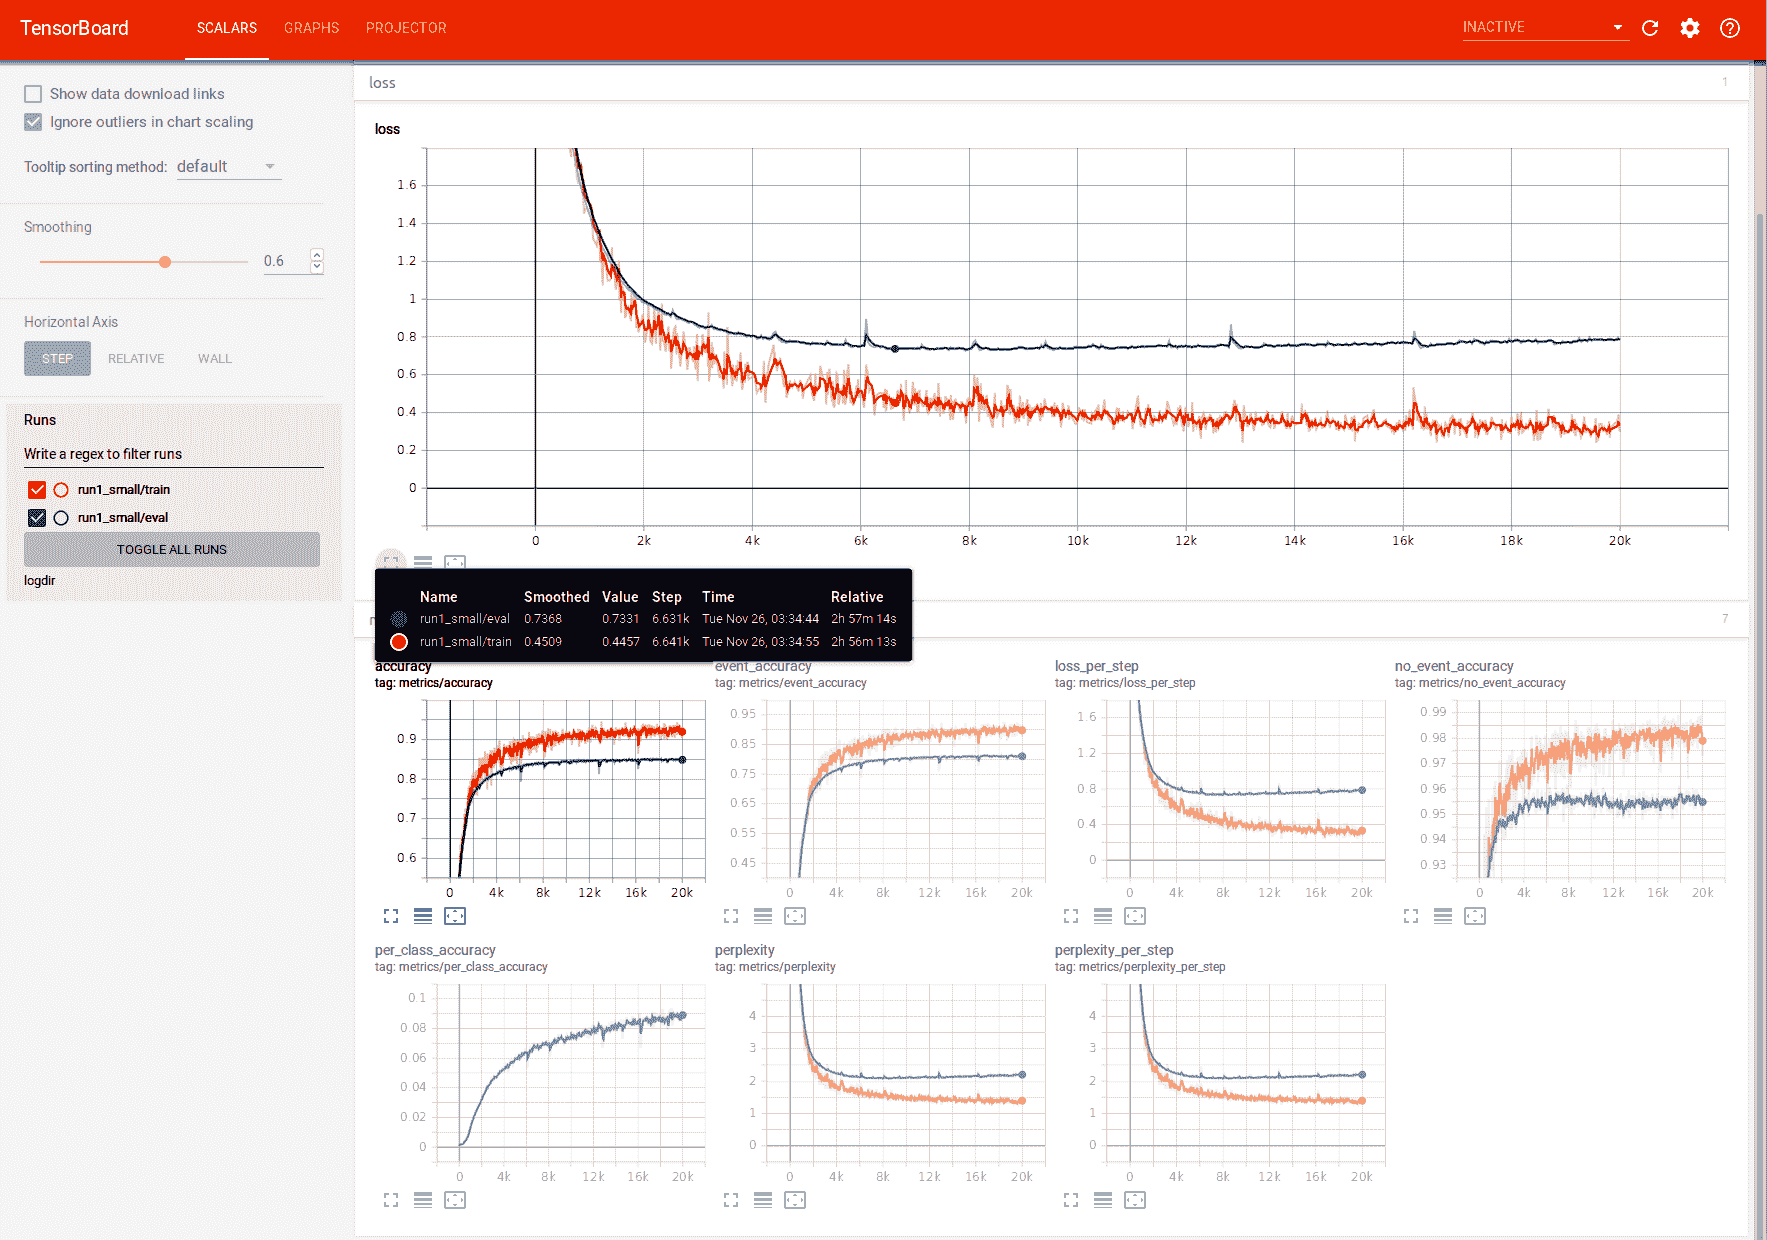 TensorBoard SCALARS GRAPHS PROJECTOR INACTIVE
Show data download links
Ignore outliers in chart scaling
Tooltip sorting method: default
Smoothing
0.6
Horizontal Axis
STEP RELATIVE WALL
Runs
Write a regex to filter runs
run1_small/train
run1_small/eval
TOGGLE ALL RUNS
logdir
loss 1
loss
1.6
1.4
1.2
1
0.8
0.6
0.4
0.2
0
0 2k 4k 6k 8k 10k 12k 14k 16k 18k 20k
Name Smoothed Value Step Time Relative
run1_small/eval 0.7368 0.7331 6.631k Tue Nov 26, 03:34:44 2h 57m 14s
run1_small/train 0.4509 0.4457 6.641k Tue Nov 26, 03:34:55 2h 56m 13s
7
accuracy
tag: metrics/accuracy
0.9
0.8
0.7
0.6
0 4k 8k 12k 16k 20k
event_accuracy
tag: metrics/event_accuracy
0.95
0.85
0.75
0.65
0.55
0.45
0 4k 8k 12k 16k 20k
loss_per_step
tag: metrics/loss_per_step
1.6
1.2
0.8
0.4
0
0 4k 8k 12k 16k 20k
no_event_accuracy
tag: metrics/no_event_accuracy
0.99
0.98
0.97
0.96
0.95
0.94
0.93
0 4k 8k 12k 16k 20k
per_class_accuracy
tag: metrics/per_class_accuracy
0.1
0.08
0.06
0.04
0.02
0
0 4k 8k 12k 16k 20k
perplexity
tag: metrics/perplexity
4
3
2
1
0
0 4k 8k 12k 16k 20k
perplexity_per_step
tag: metrics/perplexity_per_step
4
3
2
1
0
0 4k 8k 12k 16k 20k